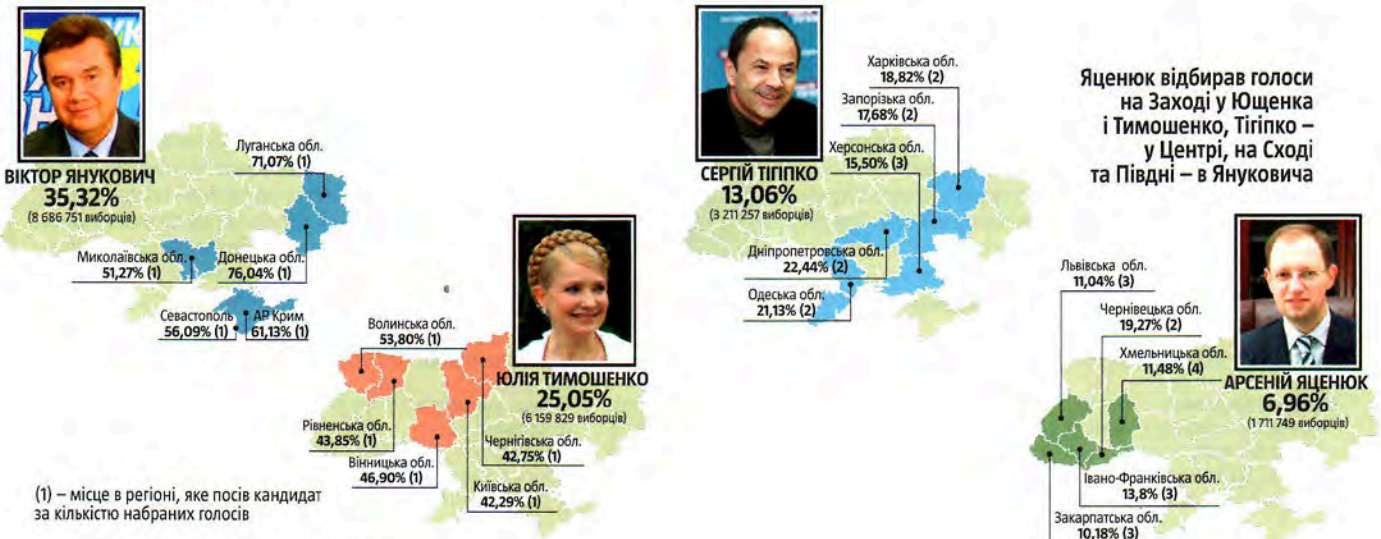 ВІКТОР ЯНУКОВИЧ
35,32%
(8 686 751 виборців)
Луганська обл.
71,07% (1)
Миколаївська обл.
51,27% (1)
Донецька обл.
76,04% (1)
Севастополь
56,09% (1)
АР Крим
61,13% (1)
ЮЛІЯ ТИМОШЕНКО
25,05%
(6 159 829 виборців)
Волинська обл.
53,80% (1)
Рівненська обл.
43,85% (1)
Вінницька обл.
46,90% (1)
Чернігівська обл.
42,75% (1)
Київська обл.
42,29% (1)
(1) – місце в регіоні, яке посів кандидат
за кількістю набраних голосів
є
СЕРГІЙ ТІГІПКО
13,06%
(3 211 257 виборців)
Харківська обл.
18,82% (2)
Запорізька обл.
17,68% (2)
Херсонська обл.
15,50% (3)
Дніпропетровська обл.
22,44% (2)
Одеська обл.
21,13% (2)
Яценюк відбирав голоси
на Заході у Ющенка
і Тимошенко, Тігіпко –
у Центрі, на Сході
та Півдні – в Януковича
АРСЕНІЙ ЯЦЕНЮК
6,96%
(1 711 749 виборців)
Львівська обл.
11,04% (3)
Чернівецька обл.
19,27% (2)
Хмельницька обл.
11,48% (4)
Івано-Франківська обл.
13,8% (3)
Закарпатська обл.
10,18% (3)